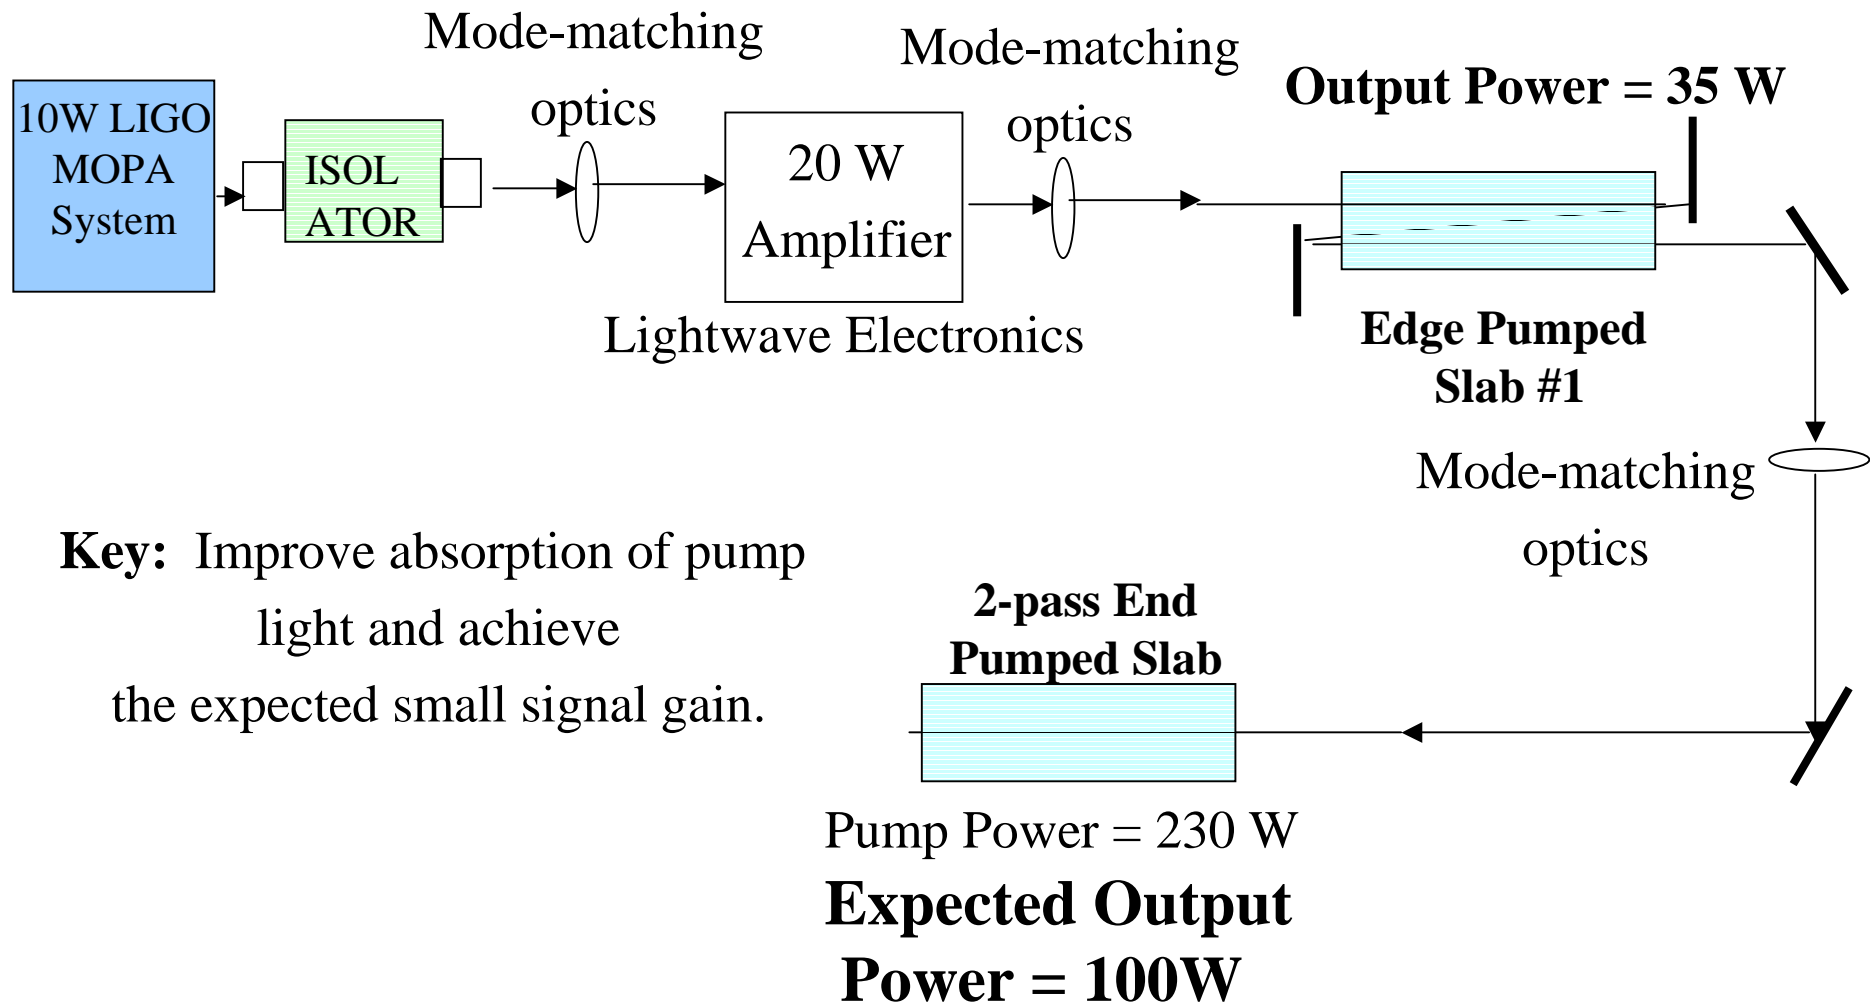 10W LIGO
MOPA
System
ISOL
ATOR
Mode-matching
optics
20 W
Amplifier
Lightwave Electronics
Mode-matching
optics
Output Power = 35 W
Edge Pumped
Slab #1
Mode-matching
optics
Key: Improve absorption of pump
light and achieve
the expected small signal gain.
2-pass End
Pumped Slab
Pump Power = 230 W
Expected Output
Power = 100W